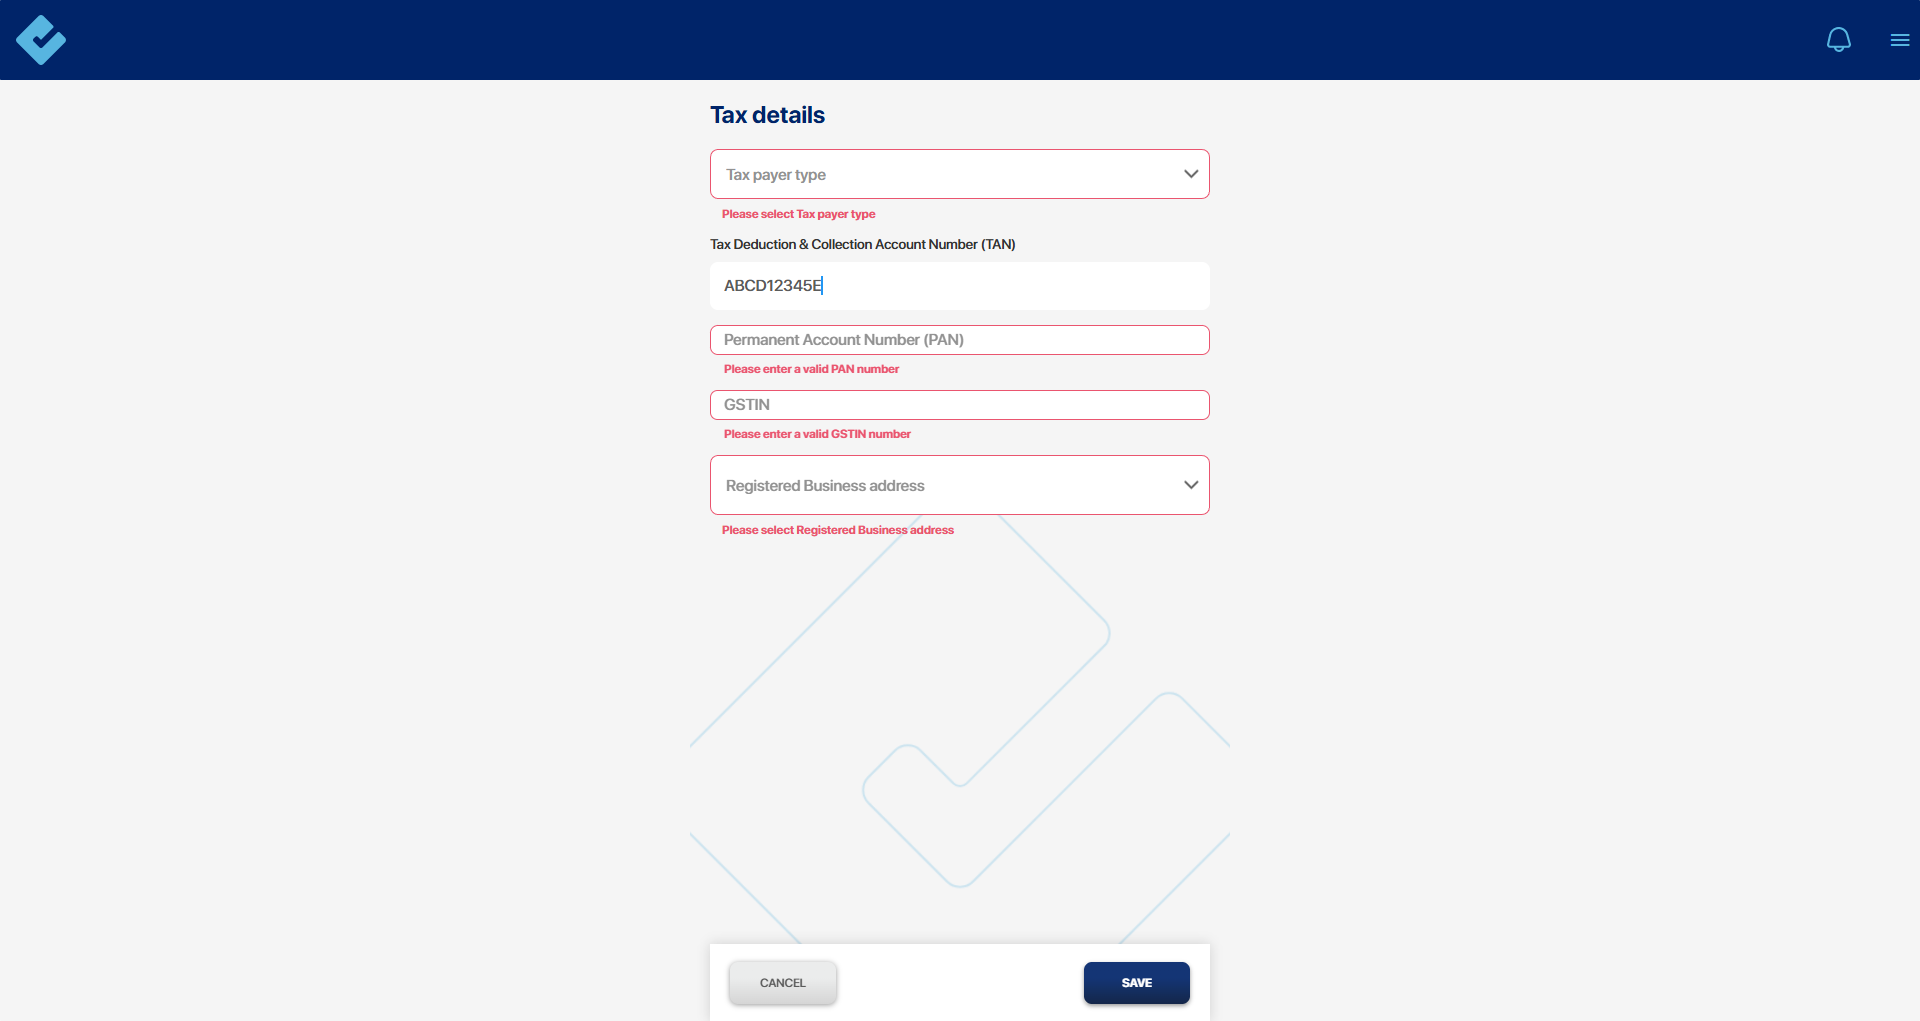 Tax details
Tax payer type
Please select Tax payer type
Tax Deduction & Collection Account Number (TAN)
ABCD12345E
Permanent Account Number (PAN)
Please enter a valid PAN number
GSTIN
Please enter a valid GSTIN number
Registered Business address
Please select Registered Business address
CANCEL
SAVE